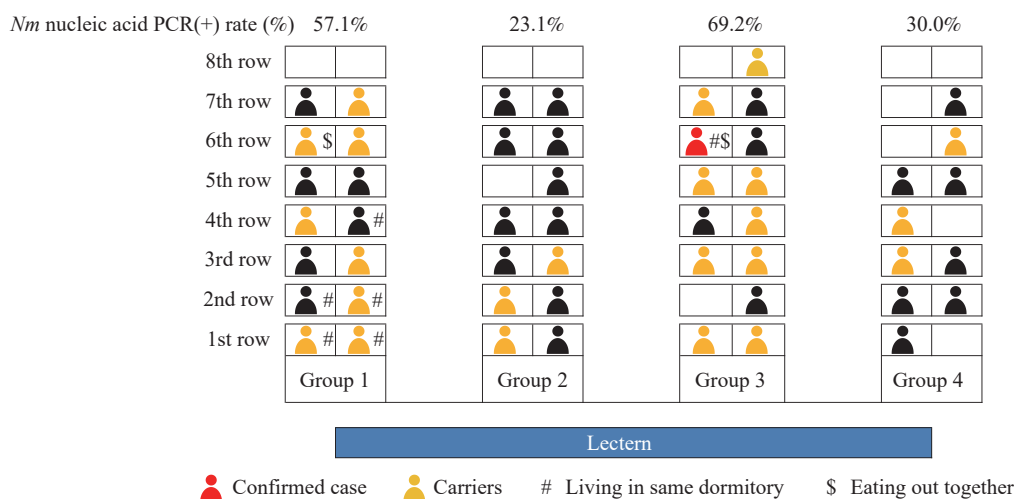 Nm nucleic acid PCR(+) rate (%) 57.1% 23.1% 69.2% 30.0%
8th row
7th row
6th row $ #$
5th row
4th row #
3rd row
2nd row # #
1st row # #
Group 1 Group 2 Group 3 Group 4
Lectern
Confirmed case Carriers # Living in same dormitory $ Eating out together